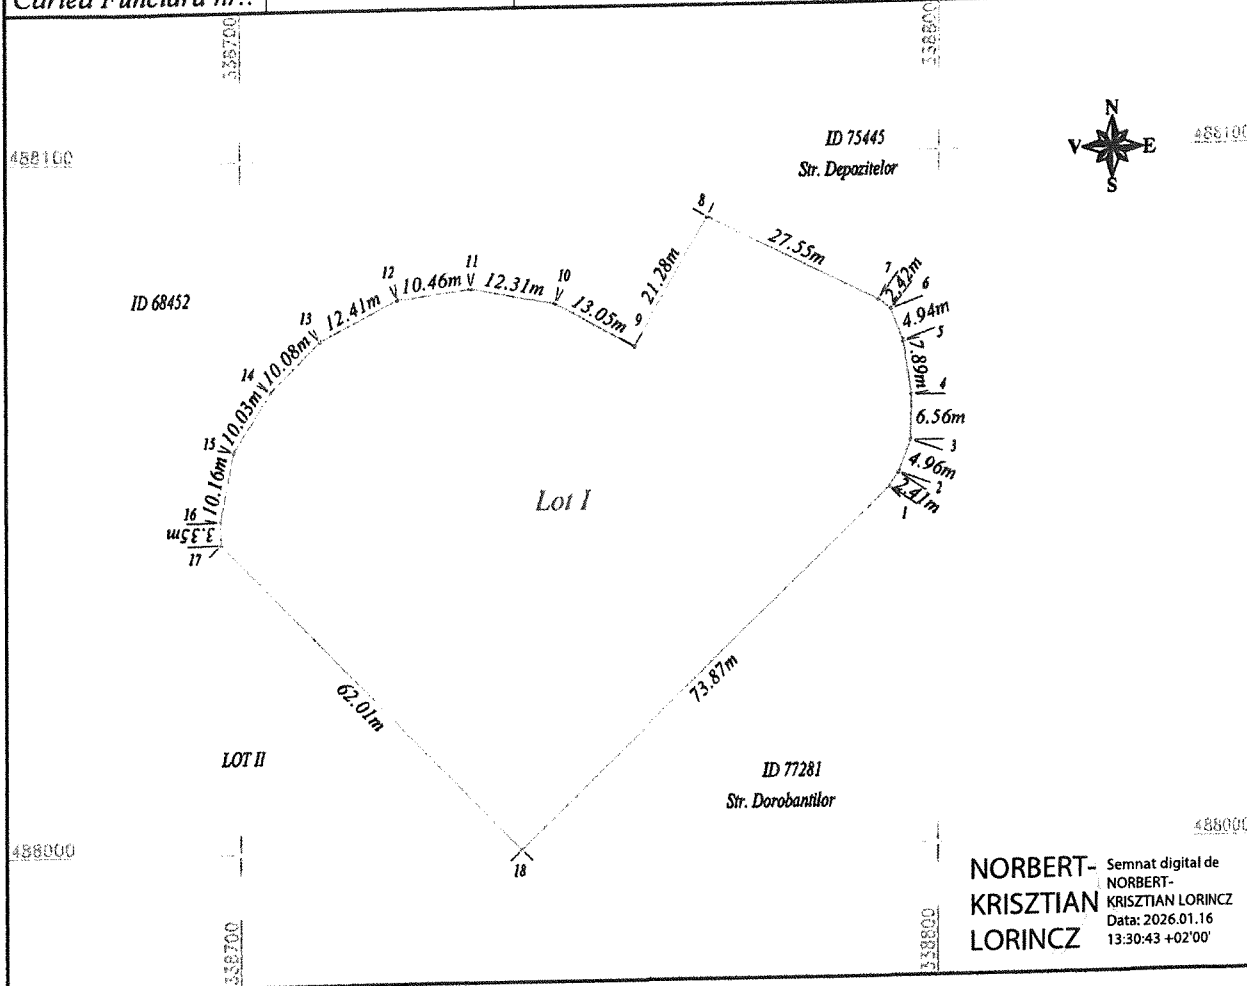 338700
338800
N
V E
S
488100
488100
ID 75445
Str. Depozitelor
8
27.55m
7
2.42m
6
4.94m
5
7.89m
4
6.56m
3
4.96m
2
2.41m
1
21.28m
9
13.05m
10
12.31m
11
10.46m
12
12.41m
13
10.08m
14
10.03m
15
10.16m
16
3.35m
17
ID 68452
Lot I
62.01m
73.87m
LOT II
ID 77281
Str. Dorobantilor
18
488000
488000
338700
338800
NORBERT-
KRISZTIAN
LORINCZ
Semnat digital de
NORBERT-
KRISZTIAN LORINCZ
Data: 2026.01.16
13:30:43 +02'00'